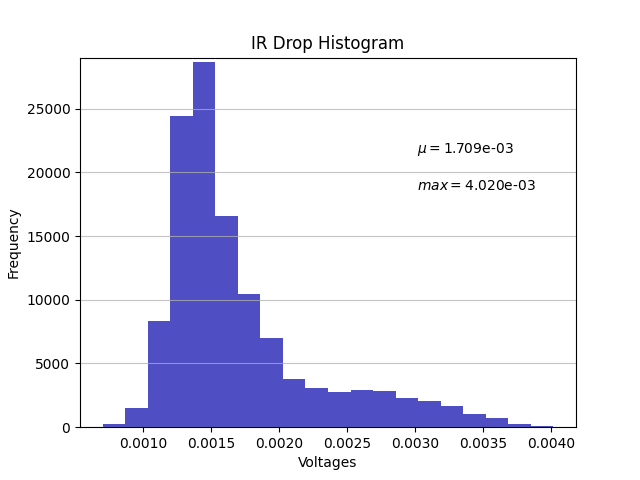 IR Drop Histogram
25000
20000
15000
10000
5000
0
Frequency
μ = 1.709e-03
max = 4.020e-03
0.0010 0.0015 0.0020 0.0025 0.0030 0.0035 0.0040
Voltages